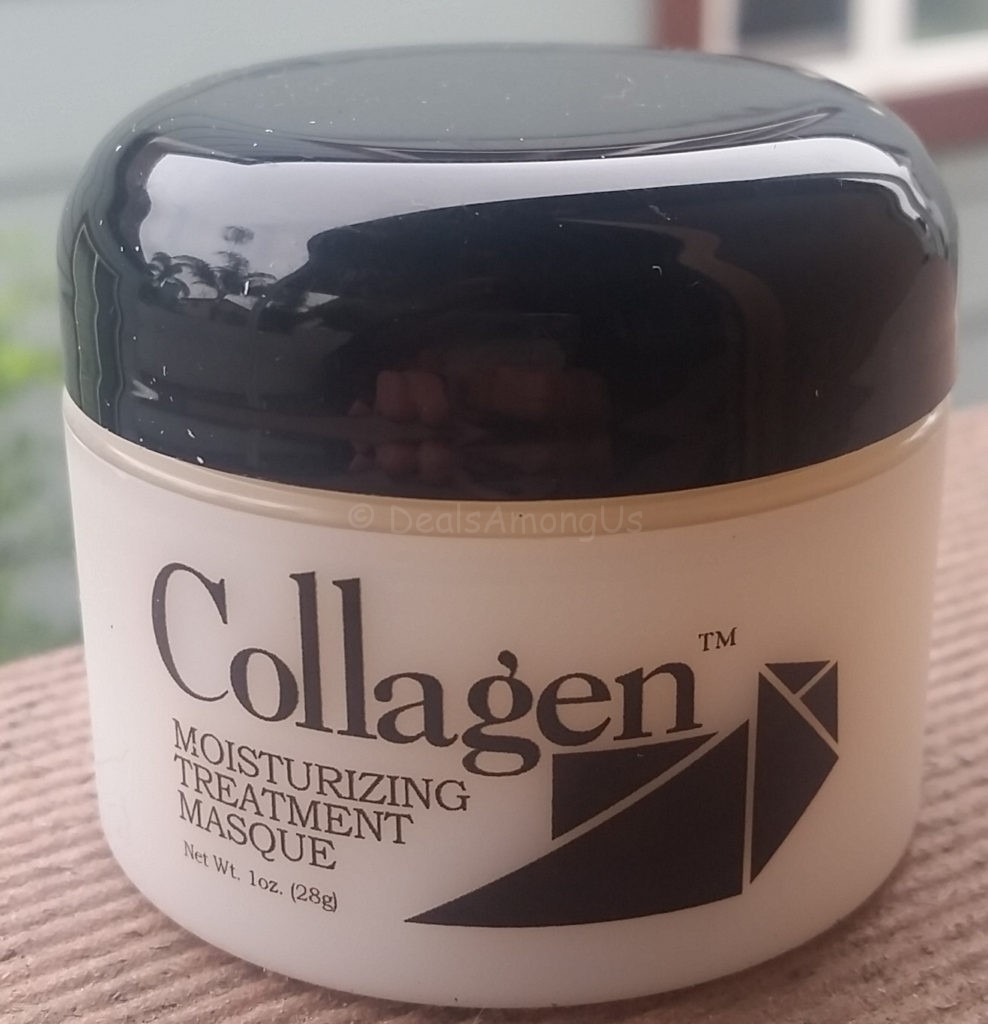 © DealsAmongUs
Collagen™
MOISTURIZING
TREATMENT
MASQUE
Net Wt. 1oz. (28g)